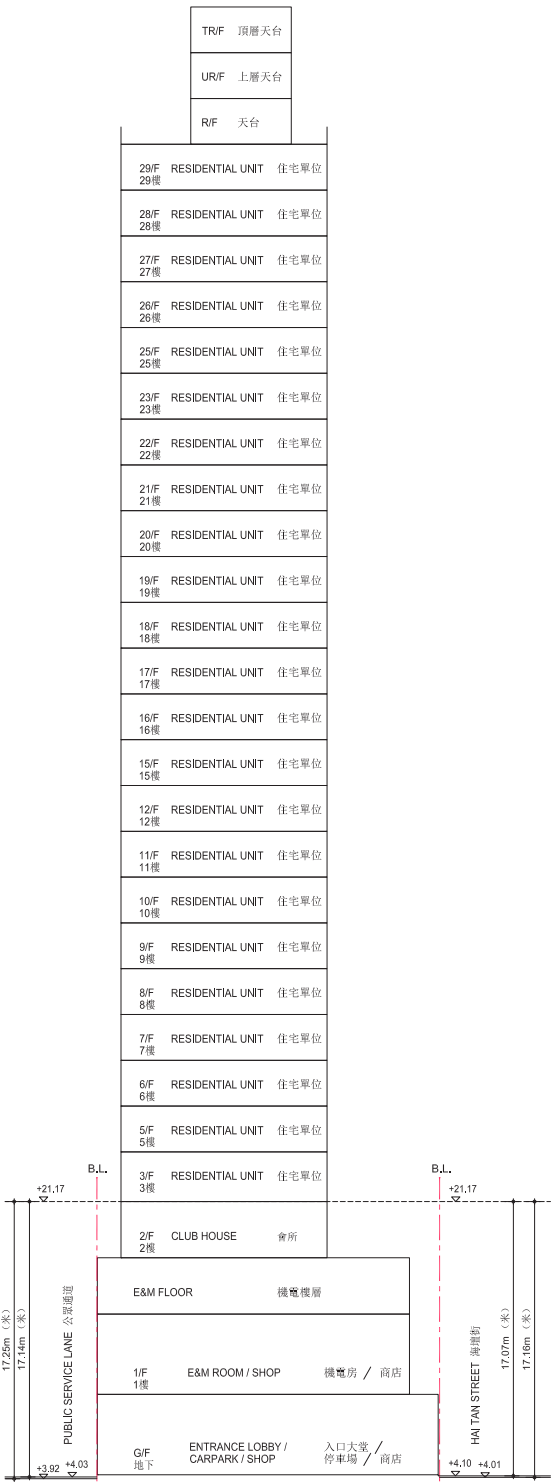 TR/F 頂層天台
UR/F 上層天台
R/F 天台
29/F RESIDENTIAL UNIT 住宅單位
29樓
28/F RESIDENTIAL UNIT 住宅單位
28樓
27/F RESIDENTIAL UNIT 住宅單位
27樓
26/F RESIDENTIAL UNIT 住宅單位
26樓
25/F RESIDENTIAL UNIT 住宅單位
25樓
23/F RESIDENTIAL UNIT 住宅單位
23樓
22/F RESIDENTIAL UNIT 住宅單位
22樓
21/F RESIDENTIAL UNIT 住宅單位
21樓
20/F RESIDENTIAL UNIT 住宅單位
20樓
19/F RESIDENTIAL UNIT 住宅單位
19樓
18/F RESIDENTIAL UNIT 住宅單位
18樓
17/F RESIDENTIAL UNIT 住宅單位
17樓
16/F RESIDENTIAL UNIT 住宅單位
16樓
15/F RESIDENTIAL UNIT 住宅單位
15樓
12/F RESIDENTIAL UNIT 住宅單位
12樓
11/F RESIDENTIAL UNIT 住宅單位
11樓
10/F RESIDENTIAL UNIT 住宅單位
10樓
9/F RESIDENTIAL UNIT 住宅單位
9樓
8/F RESIDENTIAL UNIT 住宅單位
8樓
7/F RESIDENTIAL UNIT 住宅單位
7樓
6/F RESIDENTIAL UNIT 住宅單位
6樓
5/F RESIDENTIAL UNIT 住宅單位
5樓
3/F RESIDENTIAL UNIT 住宅單位
3樓
B.L.
B.L.
+21.17
+21.17
2/F CLUB HOUSE 會所
2樓
E&M FLOOR 機電樓層
1/F E&M ROOM / SHOP 機電房 / 商店
1樓
G/F ENTRANCE LOBBY / 入口大堂 /
地下 CARPARK / SHOP 停車場 / 商店
17.25m (米)
17.14m (米)
PUBLIC SERVICE LANE 公眾通道
HAI TAN STREET 海壇街
17.07m (米)
17.16m (米)
+3.92 +4.03
+4.10 +4.01